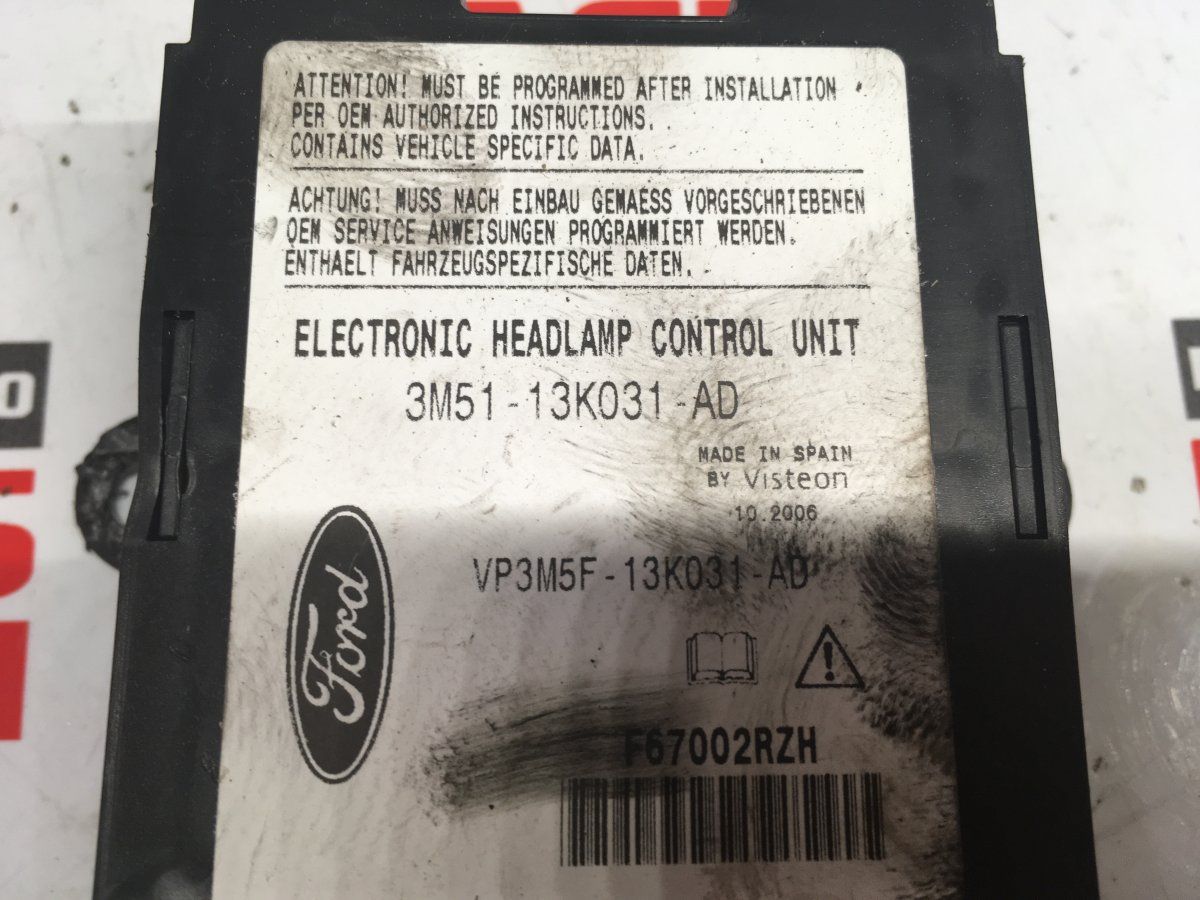 ATTENTION! MUST BE PROGRAMMED AFTER INSTALLATION
PER OEM AUTHORIZED INSTRUCTIONS.
CONTAINS VEHICLE SPECIFIC DATA.
ACHTUNG! MUSS NACH EINBAU GEMAESS VORGESCHRIEBENEN
OEM SERVICE ANWEISUNGEN PROGRAMMIERT WERDEN.
ENTHAELT FAHRZEUGSPEZIFISCHE DATEN.
ELECTRONIC HEADLAMP CONTROL UNIT
3M51-13K031-AD
MADE IN SPAIN
BY Visteon
10.2006
VP3M5F-13K031-AD
Ford
F67002RZH